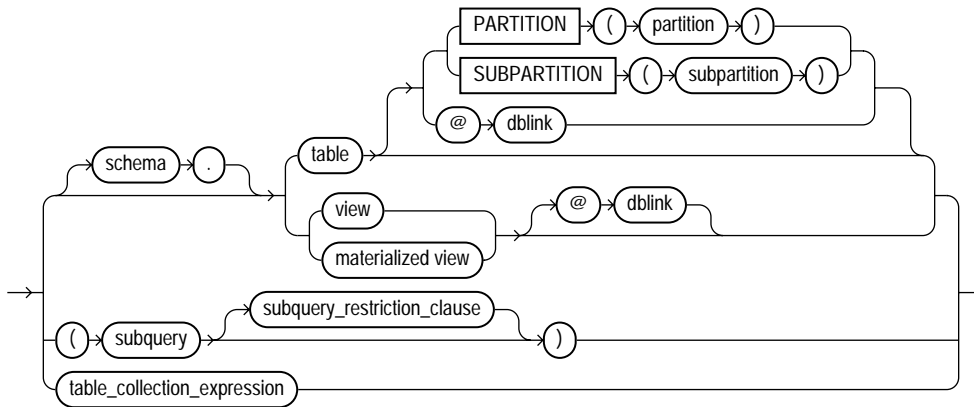 PARTITION ( partition )
SUBPARTITION ( subpartition )
@ dblink
schema . table
view @ dblink
materialized view
subquery_restriction_clause
( subquery )
table_collection_expression